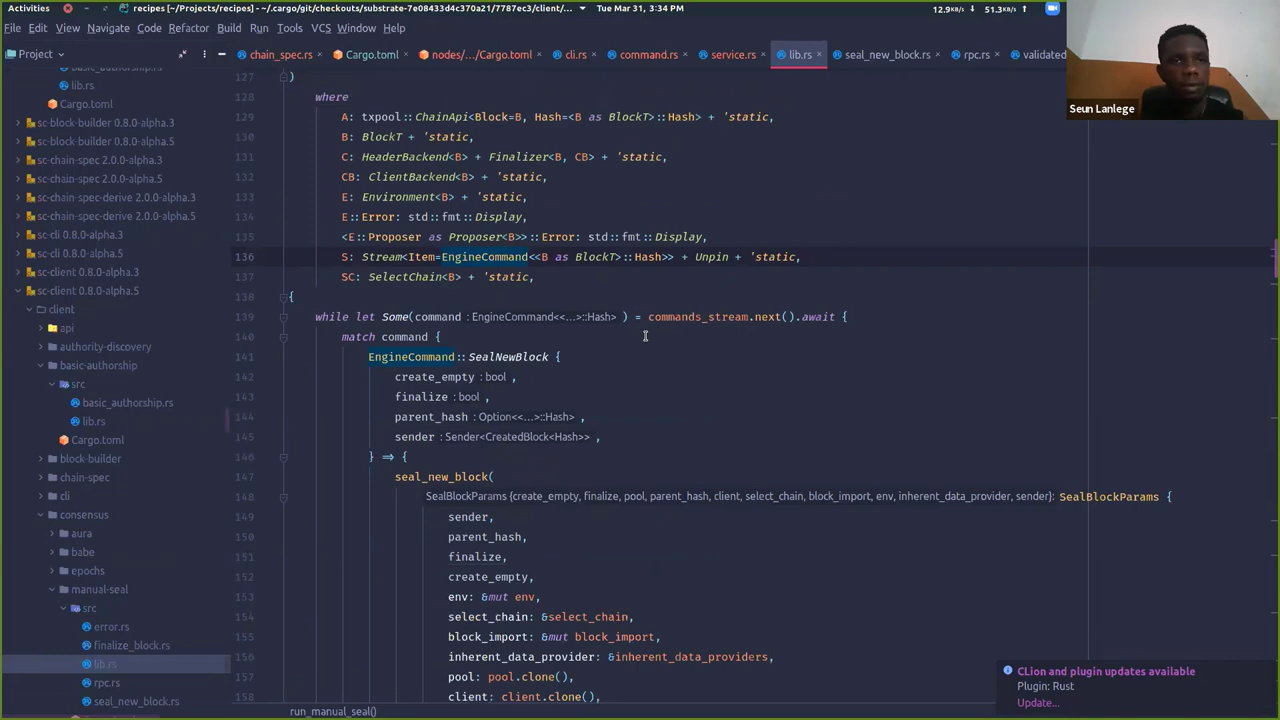 Activities
recipes [~/Projects/recipes] - ~/.cargo/git/checkouts/substrate-7e08433d4c370a21/7787ec3/client/...
Tue Mar 31, 3:34 PM
12.9KB/s
51.3KB/s
File Edit View Navigate Code Refactor Build Run Tools VCS Window Help
Project
chain_spec.rs
Cargo.toml
nodes/.../Cargo.toml
cli.rs
command.rs
service.rs
lib.rs
seal_new_block.rs
rpc.rs
validated
lib.rs
Cargo.toml
sc-block-builder 0.8.0-alpha.3
sc-block-builder 0.8.0-alpha.5
sc-chain-spec 2.0.0-alpha.3
sc-chain-spec 2.0.0-alpha.5
sc-chain-spec-derive 2.0.0-alpha.3
sc-chain-spec-derive 2.0.0-alpha.5
sc-cli 0.8.0-alpha.3
sc-cli 0.8.0-alpha.5
sc-client 0.8.0-alpha.3
sc-client 0.8.0-alpha.5
client
api
authority-discovery
basic-authorship
src
basic_authorship.rs
lib.rs
Cargo.toml
block-builder
chain-spec
cli
consensus
aura
babe
epochs
manual-seal
src
error.rs
finalize_block.rs
lib.rs
rpc.rs
seal_new_block.rs
127 )
128 where
129 A: txpool::ChainApi<Block=B, Hash=<B as BlockT>::Hash> + 'static,
130 B: BlockT + 'static,
131 C: HeaderBackend<B> + Finalizer<B, CB> + 'static,
132 CB: ClientBackend<B> + 'static,
133 E: Environment<B> + 'static,
134 E::Error: std::fmt::Display,
135 <E::Proposer as Proposer<B>>::Error: std::fmt::Display,
136 S: Stream<Item=EngineCommand<<B as BlockT>::Hash>> + Unpin + 'static,
137 SC: SelectChain<B> + 'static,
138 {
139 while let Some(command : EngineCommand<<...>::Hash> ) = commands_stream.next().await {
140 match command {
141 EngineCommand::SealNewBlock {
142 create_empty : bool ,
143 finalize : bool ,
144 parent_hash : Option<<...>::Hash> ,
145 sender : Sender<CreatedBlock<Hash>> ,
146 } => {
147 seal_new_block(
148 SealBlockParams {create_empty, finalize, pool, parent_hash, client, select_chain, block_import, env, inherent_data_provider, sender}: SealBlockParams {
149 sender,
150 parent_hash,
151 finalize,
152 create_empty,
153 env: &mut env,
154 select_chain: &select_chain,
155 block_import: &mut block_import,
156 inherent_data_provider: &inherent_data_providers,
157 pool: pool.clone(),
158 client: client.clone(),
run_manual_seal()
Seun Lanlege
CLion and plugin updates available
Plugin: Rust
Update...